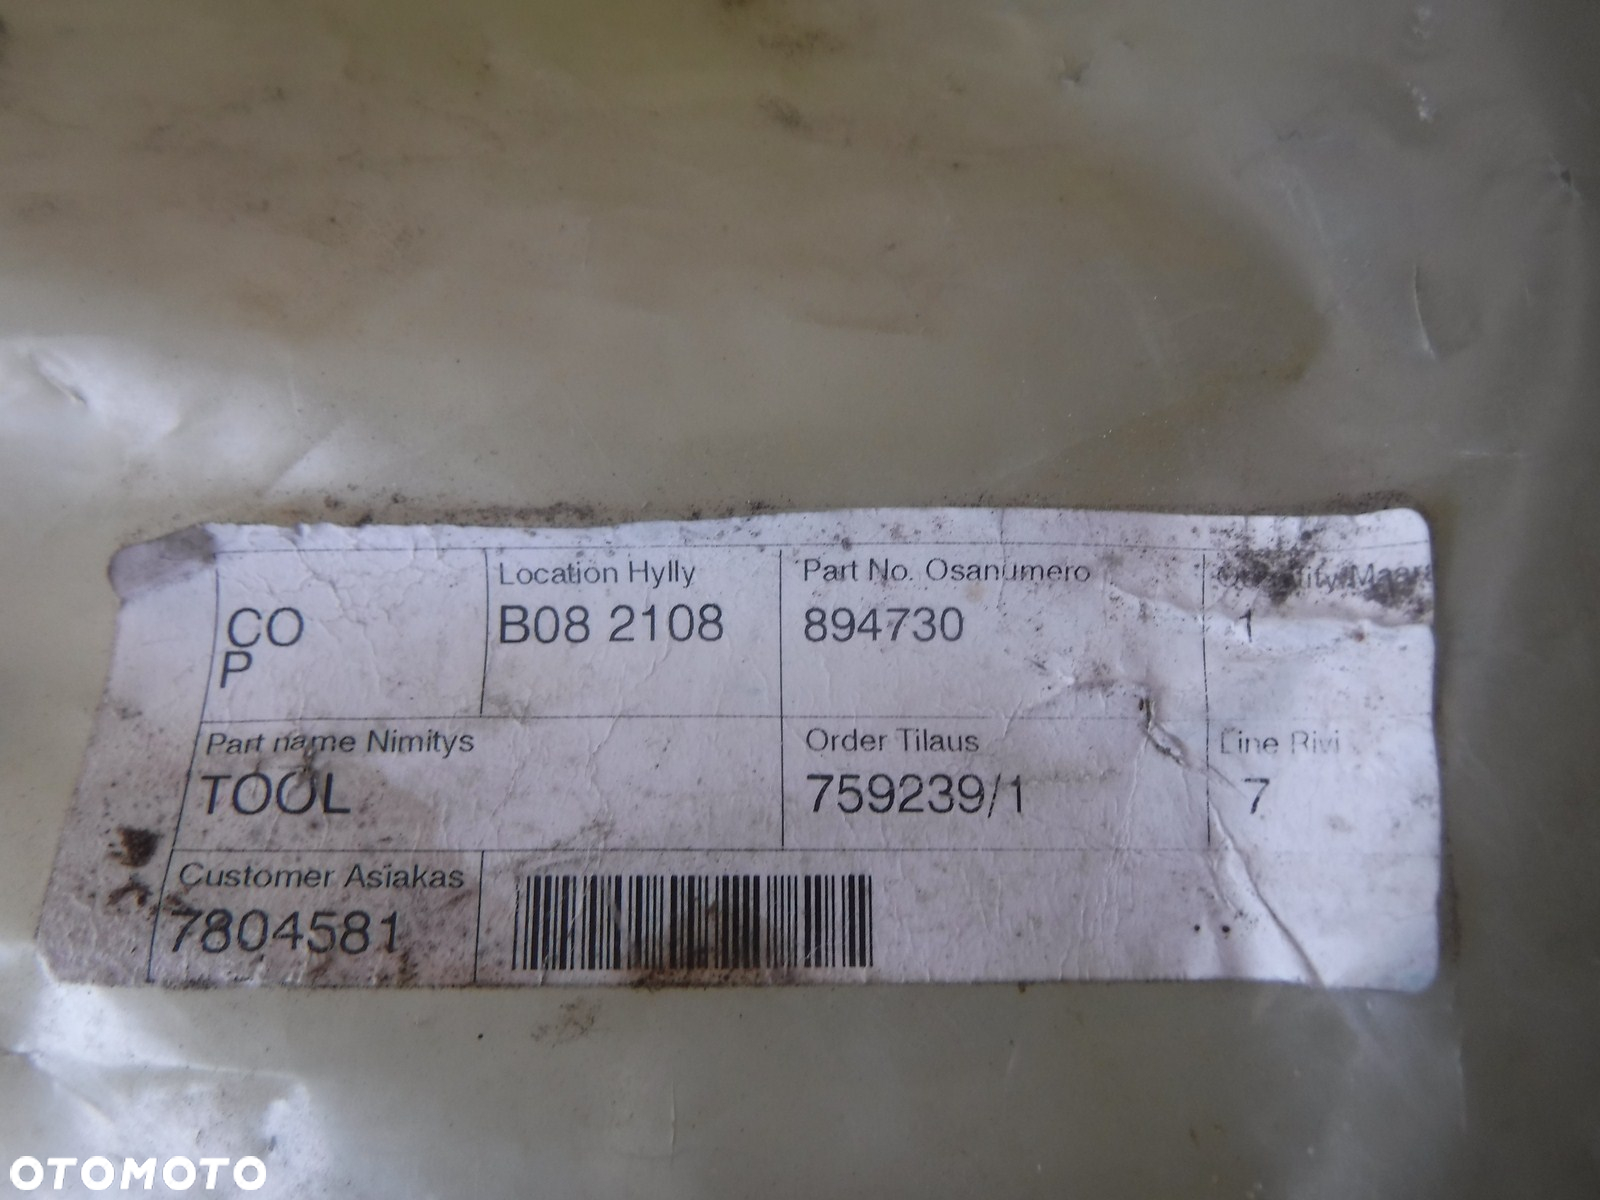 CO
P
Location Hylly
B08 2108
Part No. Osanumero
894730
Quantity
1
Part name Nimitys
TOOL
Order Tilaus
759239/1
Line Rivi
7
Customer Asiakas
7804581
OTOMOTO